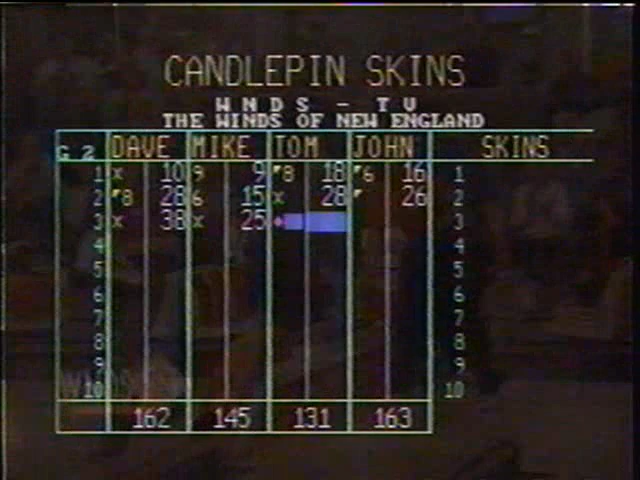 CANDLEPIN SKINS
WNDS - TV
THE WINDS OF NEW ENGLAND
G 2 DAVE MIKE TOM JOHN SKINS
1 x 10 9 9 8 18 6 16 1
2 8 28 6 15 x 28 26 2
3 x 38 x 25 3
4 4
5 5
6 6
7 7
8 8
9 9
10 10
162 145 131 163